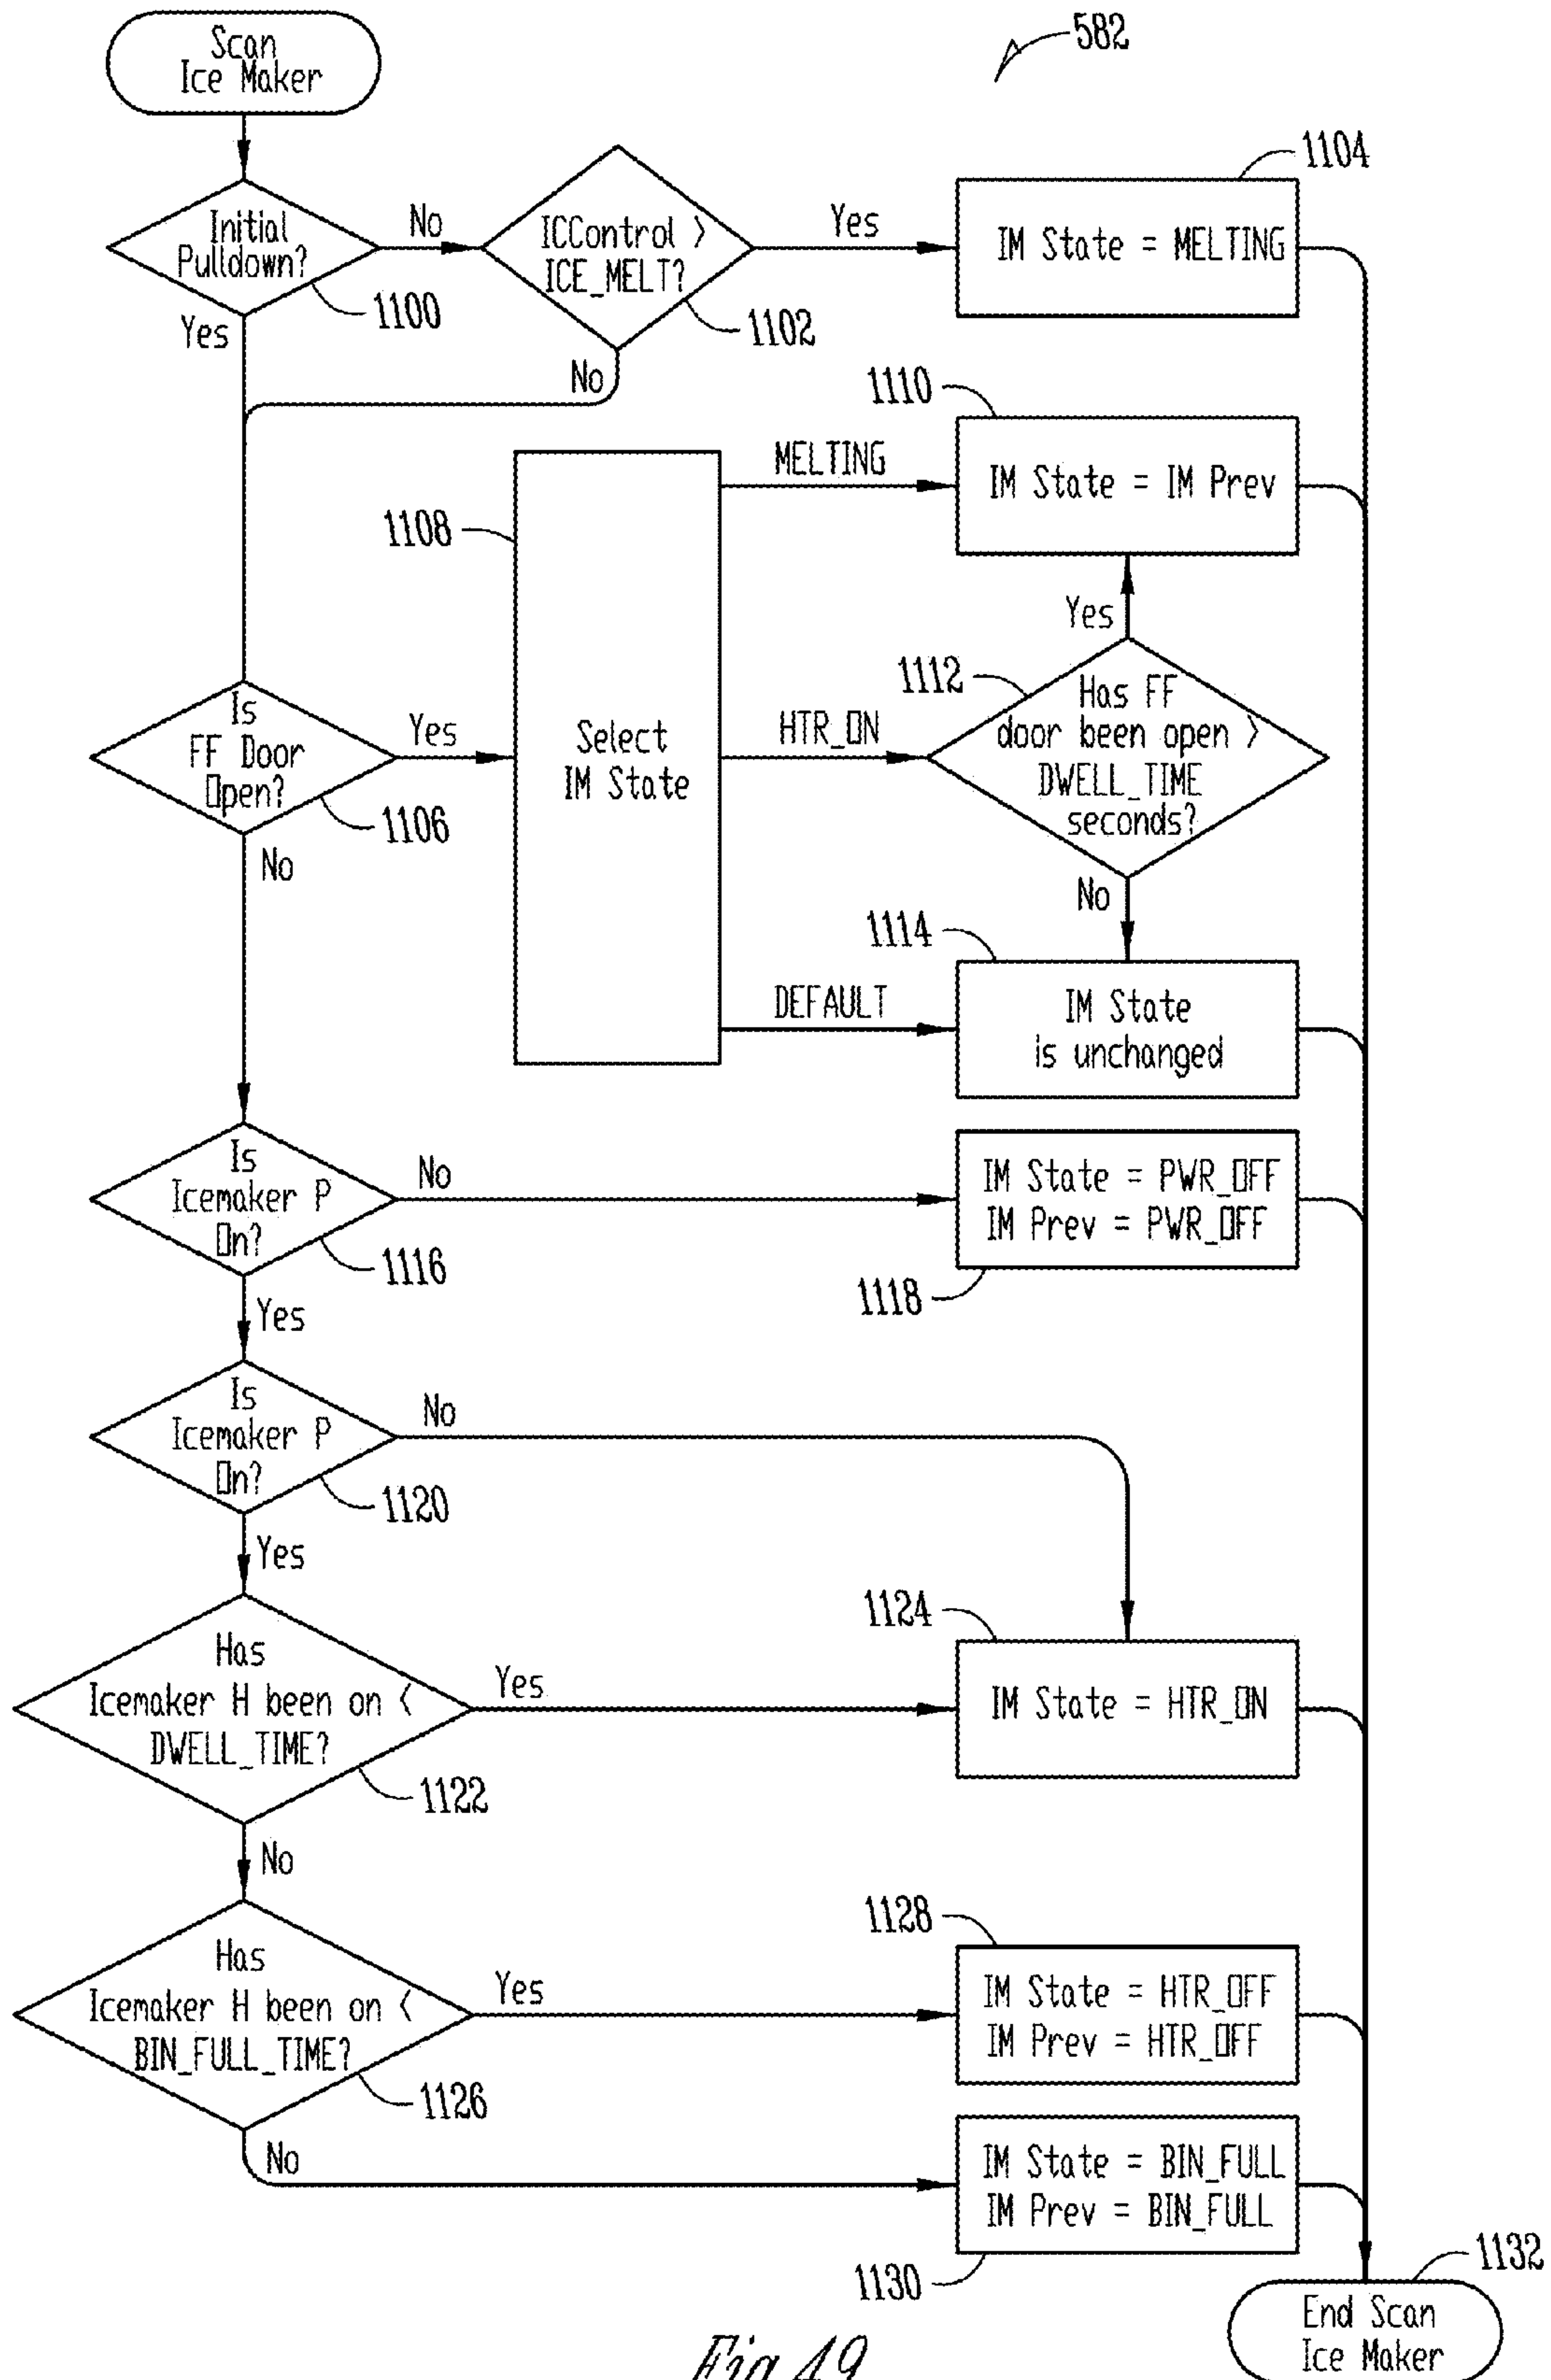 Scan
Ice Maker
582
Initial
Pulldown?
1100
No
Yes
ICControl >
ICE_MELT?
1102
Yes
No
1104
IM State = MELTING
1110
IM State = IM Prev
MELTING
1108
Select
IM State
Yes
1112
Has FF
door been open >
DWELL_TIME
seconds?
HTR_ON
No
Is
FF Door
Open?
1106
Yes
No
1114
DEFAULT
IM State
is unchanged
Is
Icemaker P
On?
1116
No
Yes
IM State = PWR_OFF
IM Prev = PWR_OFF
1118
Is
Icemaker P
On?
1120
No
Yes
Has
Icemaker H been on <
DWELL_TIME?
1122
Yes
No
1124
IM State = HTR_ON
Has
Icemaker H been on <
BIN_FULL_TIME?
1126
Yes
No
1128
IM State = HTR_OFF
IM Prev = HTR_OFF
IM State = BIN_FULL
IM Prev = BIN_FULL
1130
1132
End Scan
Ice Maker
Fig. 49